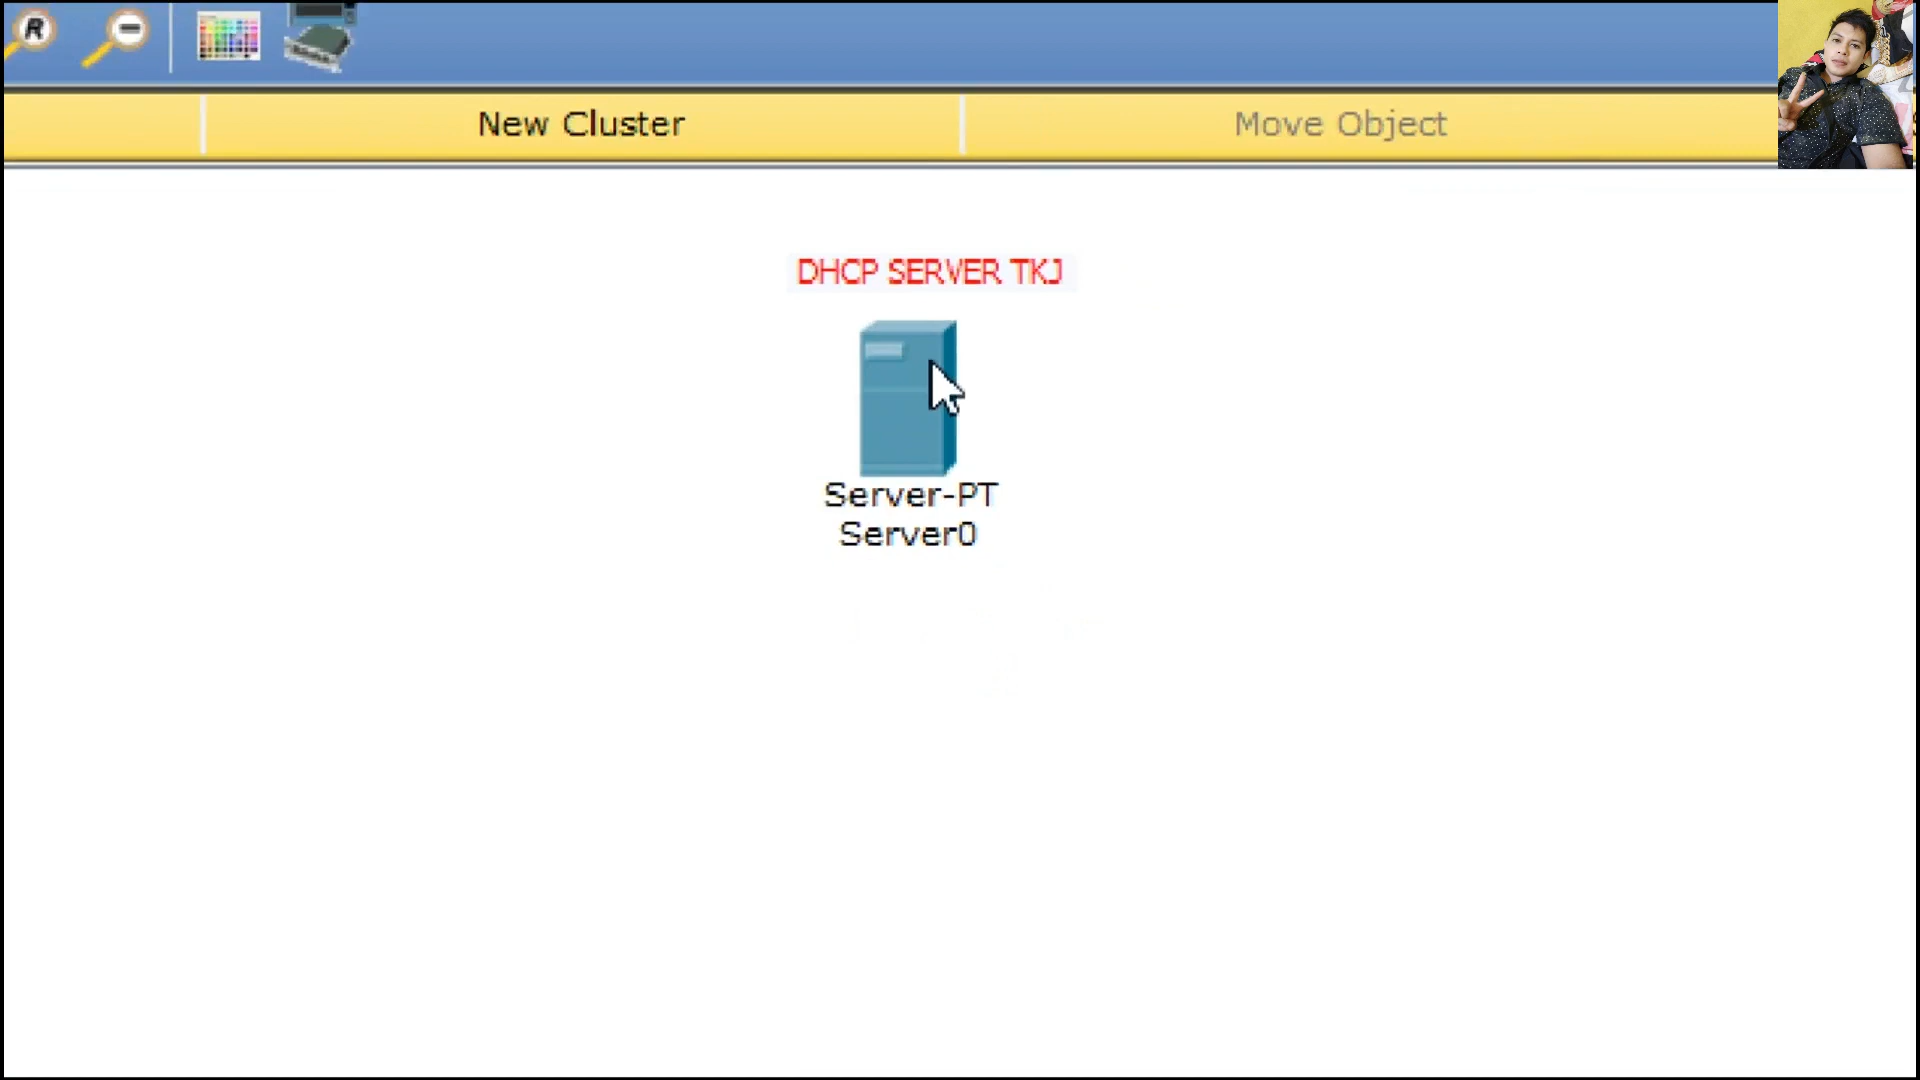 R
New Cluster
Move Object
DHCP SERVER TKJ
Server-PT
Server0